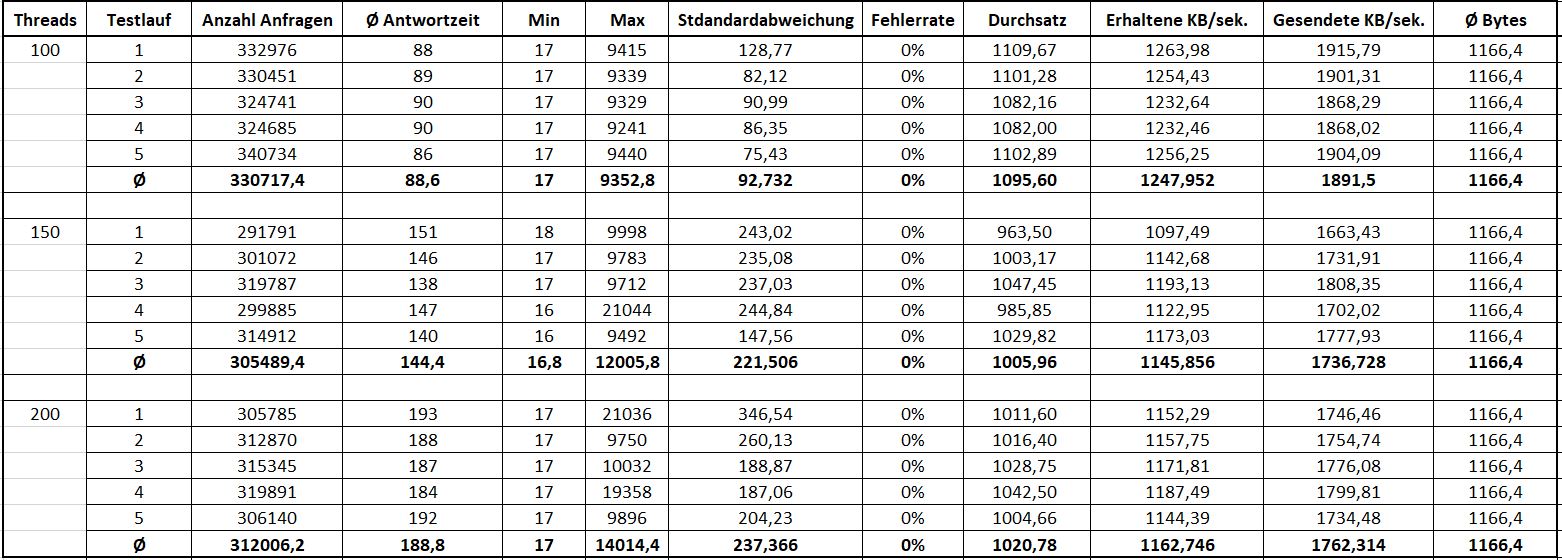 Threads Testlauf Anzahl Anfragen Ø Antwortzeit Min Max Stdandardabweichung Fehlerrate Durchsatz Erhaltene KB/sek. Gesendete KB/sek. Ø Bytes
100 1 332976 88 17 9415 128,77 0% 1109,67 1263,98 1915,79 1166,4
2 330451 89 17 9339 82,12 0% 1101,28 1254,43 1901,31 1166,4
3 324741 90 17 9329 90,99 0% 1082,16 1232,64 1868,29 1166,4
4 324685 90 17 9241 86,35 0% 1082,00 1232,46 1868,02 1166,4
5 340734 86 17 9440 75,43 0% 1102,89 1256,25 1904,09 1166,4
Ø 330717,4 88,6 17 9352,8 92,732 0% 1095,60 1247,952 1891,5 1166,4
150 1 291791 151 18 9998 243,02 0% 963,50 1097,49 1663,43 1166,4
2 301072 146 17 9783 235,08 0% 1003,17 1142,68 1731,91 1166,4
3 319787 138 17 9712 237,03 0% 1047,45 1193,13 1808,35 1166,4
4 299885 147 16 21044 244,84 0% 985,85 1122,95 1702,02 1166,4
5 314912 140 16 9492 147,56 0% 1029,82 1173,03 1777,93 1166,4
Ø 305489,4 144,4 16,8 12005,8 221,506 0% 1005,96 1145,856 1736,728 1166,4
200 1 305785 193 17 21036 346,54 0% 1011,60 1152,29 1746,46 1166,4
2 312870 188 17 9750 260,13 0% 1016,40 1157,75 1754,74 1166,4
3 315345 187 17 10032 188,87 0% 1028,75 1171,81 1776,08 1166,4
4 319891 184 17 19358 187,06 0% 1042,50 1187,49 1799,81 1166,4
5 306140 192 17 9896 204,23 0% 1004,66 1144,39 1734,48 1166,4
Ø 312006,2 188,8 17 14014,4 237,366 0% 1020,78 1162,746 1762,314 1166,4